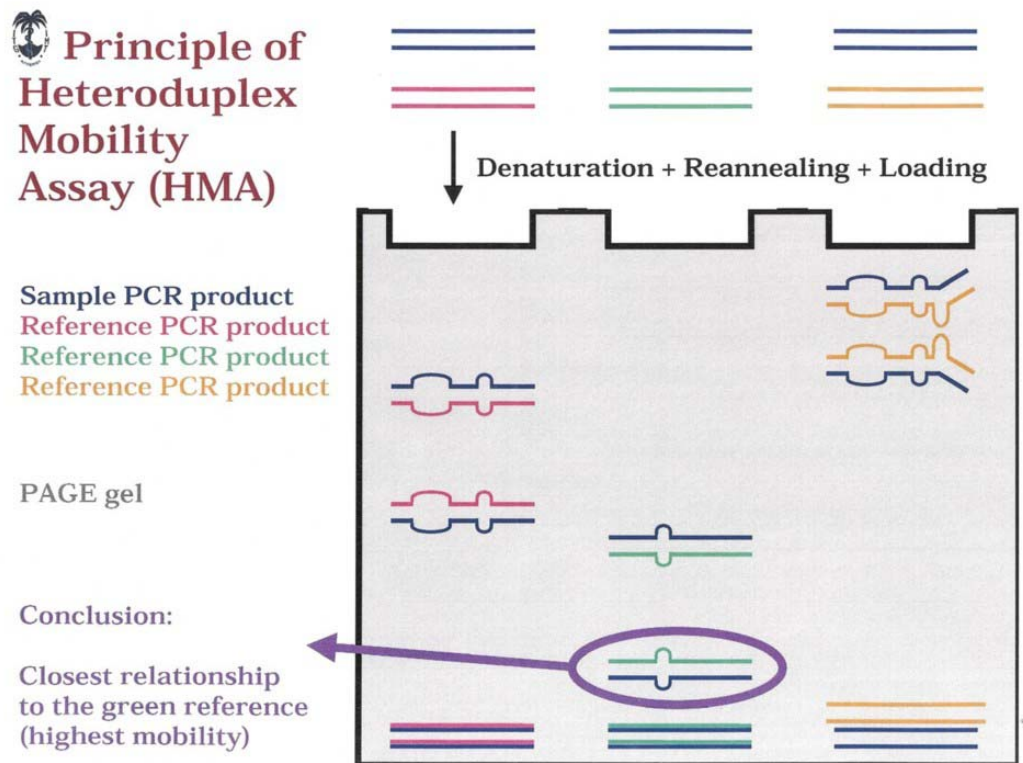 Principle of
Heteroduplex
Mobility
Assay (HMA)
Denaturation + Reannealing + Loading
Sample PCR product
Reference PCR product
Reference PCR product
Reference PCR product
PAGE gel
Conclusion:
Closest relationship
to the green reference
(highest mobility)